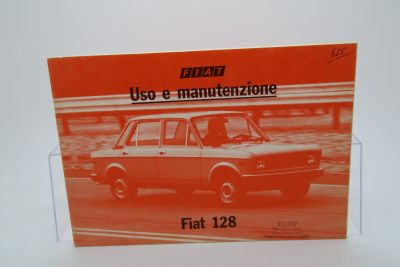 FIAT
Uso e manutenzione
Fiat 128